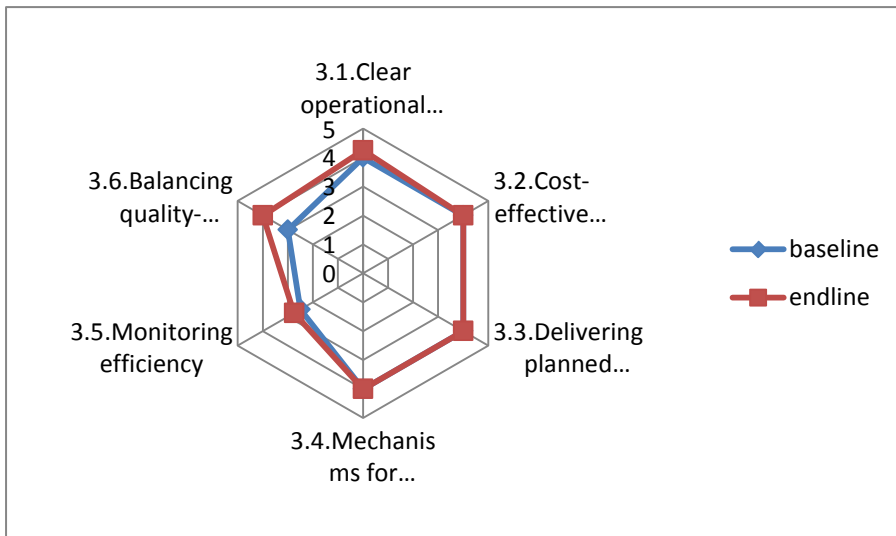 3.1.Clear
operational...
5
4
3
2
1
0
3.2.Cost-
effective...
3.3.Delivering
planned...
3.4.Mechanis
ms for...
3.5.Monitoring
efficiency
3.6.Balancing
quality-...
baseline
endline